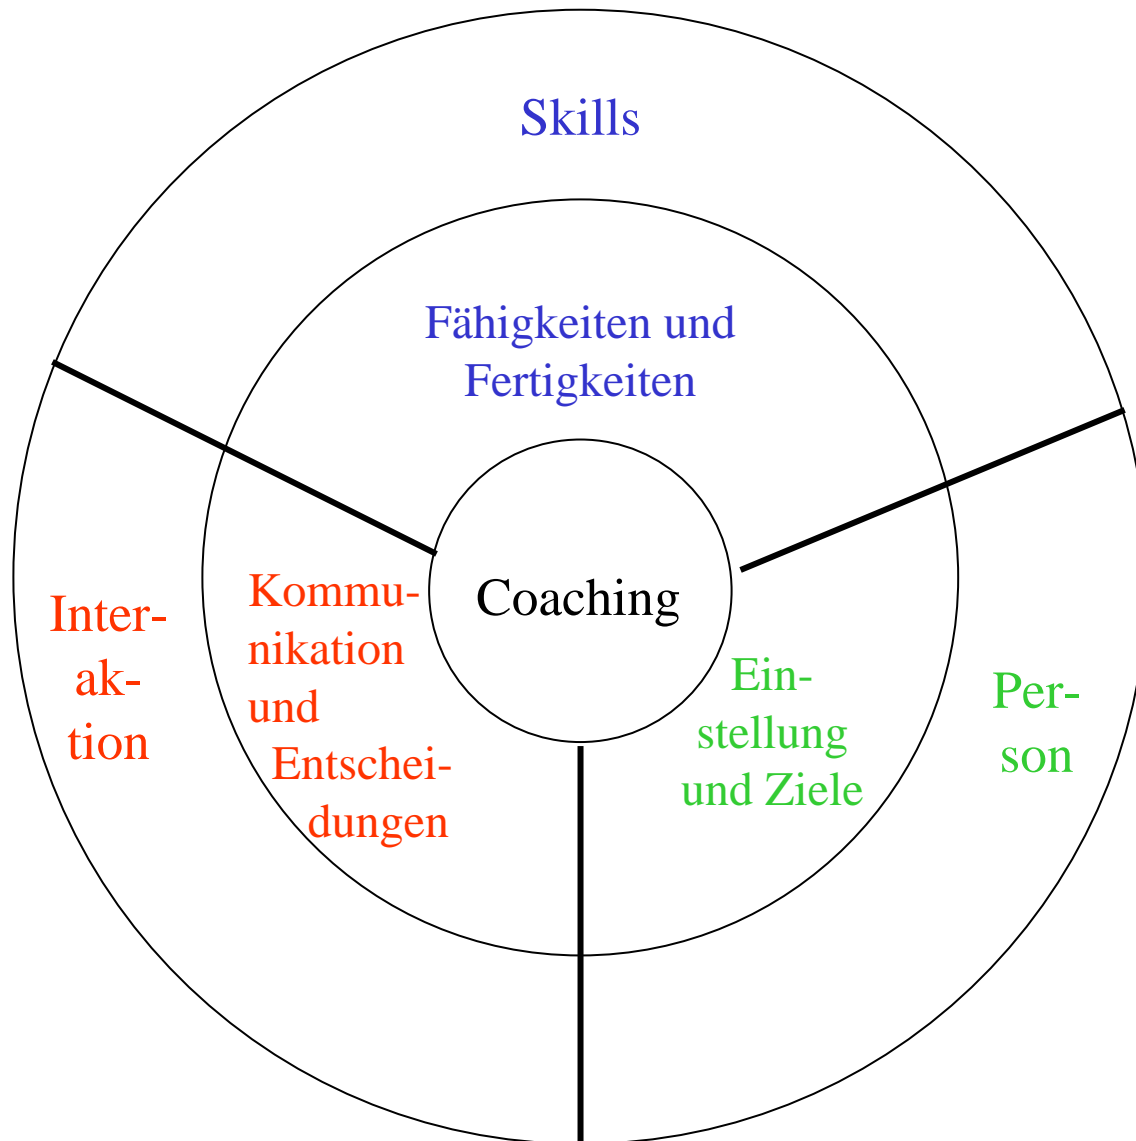 Skills
Fähigkeiten und
Fertigkeiten
Inter-
ak-
tion
Kommu-
nikation
und
Entschei-
dungen
Coaching
Ein-
stellung
und Ziele
Per-
son